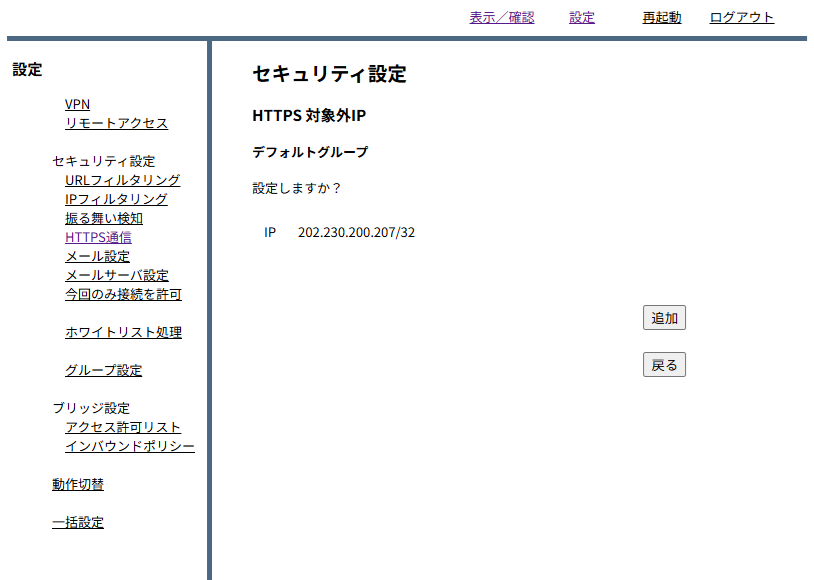 表示／確認 設定 再起動 ログアウト
設定
VPN
リモートアクセス
セキュリティ設定
URLフィルタリング
IPフィルタリング
振る舞い検知
HTTPS通信
メール設定
メールサーバ設定
今回のみ接続を許可
ホワイトリスト処理
グループ設定
ブリッジ設定
アクセス許可リスト
インバウンドポリシー
動作切替
一括設定
セキュリティ設定
HTTPS 対象外IP
デフォルトグループ
設定しますか？
IP 202.230.200.207/32
追加
戻る